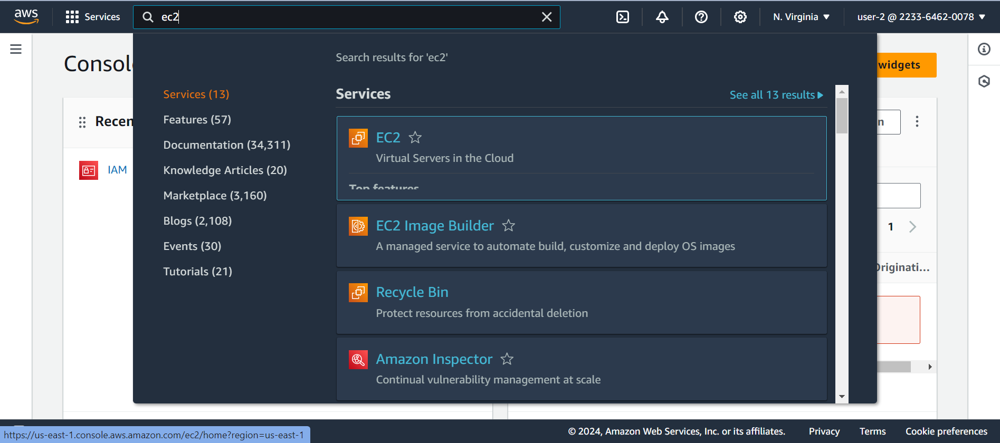 aws
Services
ec2
N. Virginia
user-2 @ 2233-6462-0078
Search results for 'ec2'
Services (13)
Features (57)
Documentation (34,311)
Knowledge Articles (20)
Marketplace (3,160)
Blogs (2,108)
Events (30)
Tutorials (21)
Services
See all 13 results
EC2
Virtual Servers in the Cloud
Top features
EC2 Image Builder
A managed service to automate build, customize and deploy OS images
Recycle Bin
Protect resources from accidental deletion
Amazon Inspector
Continual vulnerability management at scale
Consol
Recen
IAM
widgets
n
1
Originati...
https://us-east-1.console.aws.amazon.com/ec2/home?region=us-east-1
© 2024, Amazon Web Services, Inc. or its affiliates.
Privacy
Terms
Cookie preferences